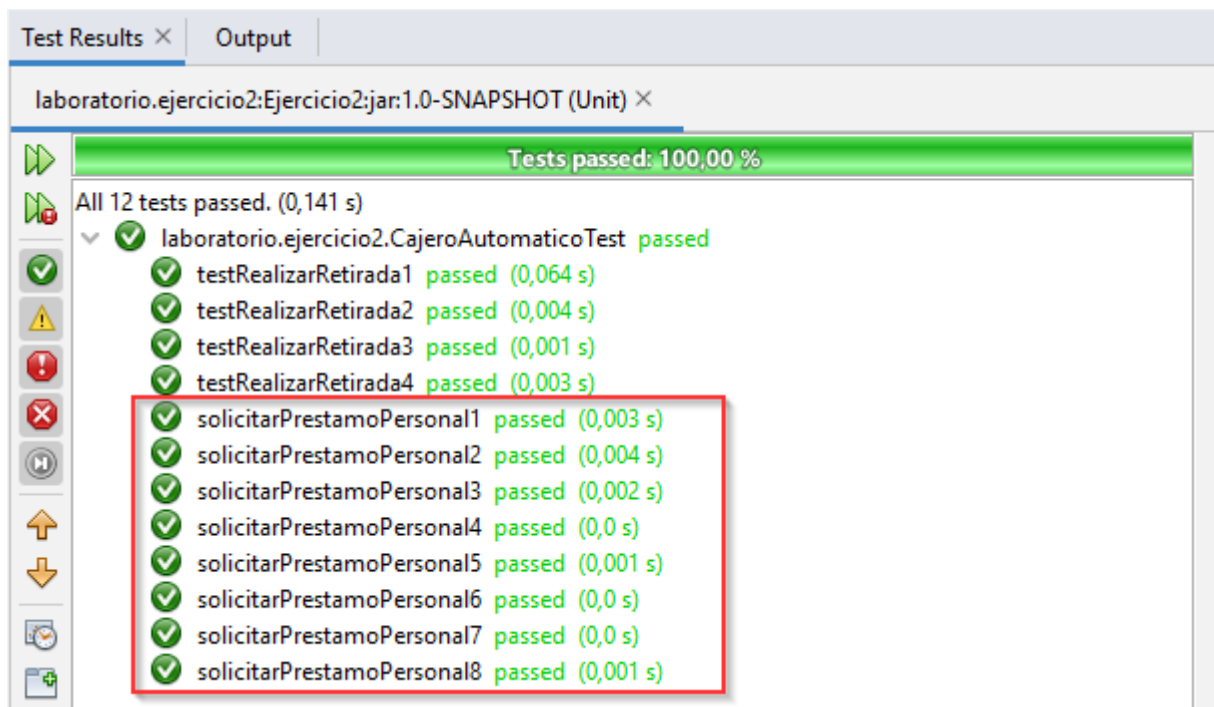 Test Results Output
laboratorio.ejercicio2:Ejercicio2:jar:1.0-SNAPSHOT (Unit)
Tests passed: 100,00 %
All 12 tests passed. (0,141 s)
laboratorio.ejercicio2.CajeroAutomaticoTest passed
testRealizarRetirada1 passed (0,064 s)
testRealizarRetirada2 passed (0,004 s)
testRealizarRetirada3 passed (0,001 s)
testRealizarRetirada4 passed (0,003 s)
solicitarPrestamoPersonal1 passed (0,003 s)
solicitarPrestamoPersonal2 passed (0,004 s)
solicitarPrestamoPersonal3 passed (0,002 s)
solicitarPrestamoPersonal4 passed (0,0 s)
solicitarPrestamoPersonal5 passed (0,001 s)
solicitarPrestamoPersonal6 passed (0,0 s)
solicitarPrestamoPersonal7 passed (0,0 s)
solicitarPrestamoPersonal8 passed (0,001 s)